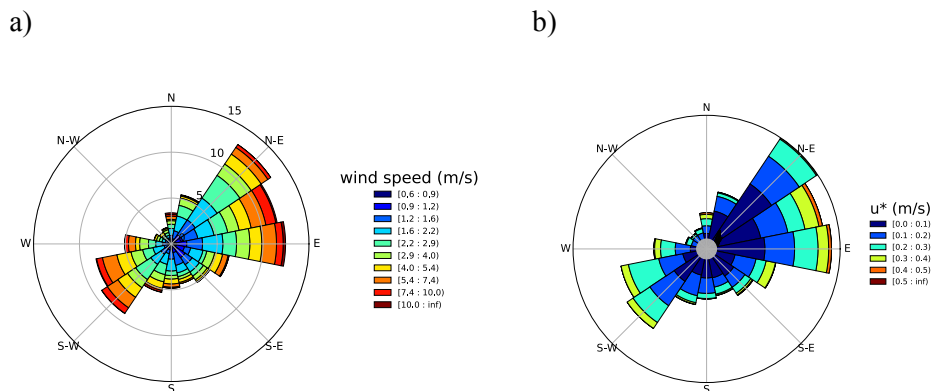 a)
b)
N
15
N-W
N-E
10
5
W
E
S-W
S-E
S
wind speed (m/s)
[0,6 : 0,9)
[0,9 : 1.2)
[1.2 : 1.6)
[1.6 : 2.2)
[2,2 : 2,9)
[2,9 : 4.0)
[4.0 : 5.4)
[5,4 : 7.4)
[7.4 : 10.0)
[10.0 : inf)
N
N-W
N-E
W
E
S-W
S-E
S
u* (m/s)
[0.0 : 0.1)
[0.1 : 0.2)
[0.2 : 0.3)
[0.3 : 0.4)
[0.4 : 0.5)
[0.5 : inf)